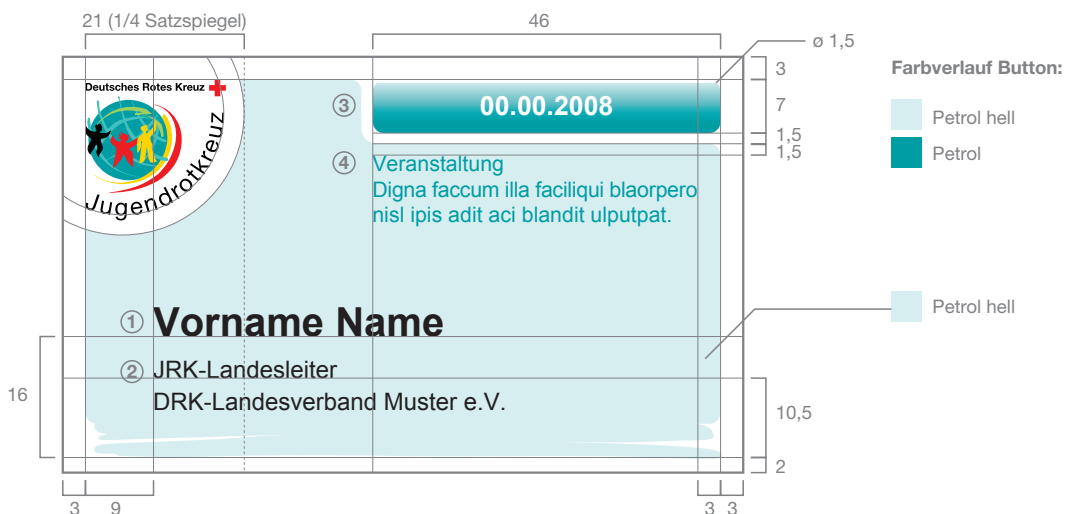 21 (1/4 Satzspiegel)
46
ø 1,5
3
Farbverlauf Button:
Deutsches Rotes Kreuz
Jugendrotkreuz
③
00.00.2008
7
Petrol hell
1,5
1,5
Petrol
④
Veranstaltung
Digna faccum illa faciliqui blaorpero
nisl ipis adit aci blandit ulputpat.
Petrol hell
①
Vorname Name
②
JRK-Landesleiter
DRK-Landesverband Muster e.V.
16
10,5
2
3
9
3
3